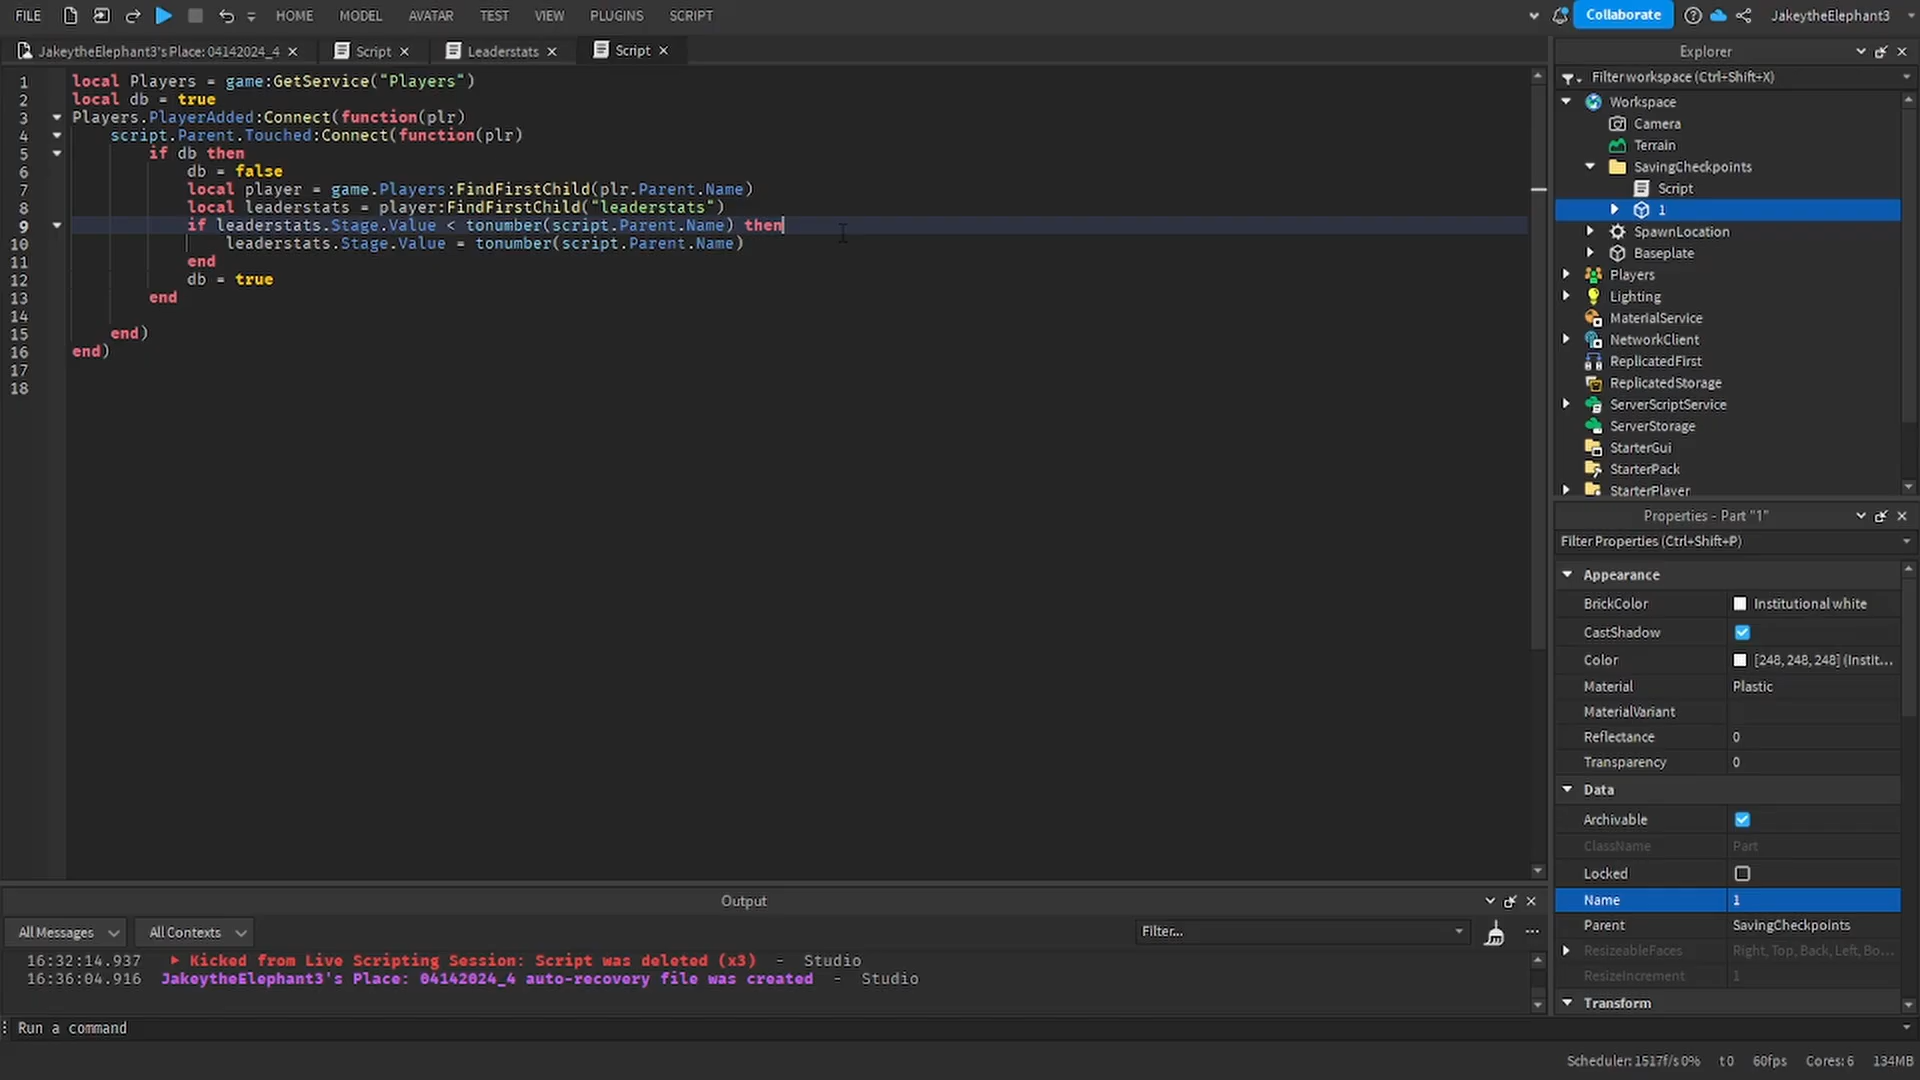 FILE HOME MODEL AVATAR TEST VIEW PLUGINS SCRIPT Collaborate JakeytheElephant3
JakeytheElephant3's Place: 04142024_4 Script Leaderstats Script
1 local Players = game:GetService("Players")
2 local db = true
3 Players.PlayerAdded:Connect(function(plr)
4 script.Parent.Touched:Connect(function(plr)
5 if db then
6 db = false
7 local player = game.Players:FindFirstChild(plr.Parent.Name)
8 local leaderstats = player:FindFirstChild("leaderstats")
9 if leaderstats.Stage.Value < tonumber(script.Parent.Name) then
10 leaderstats.Stage.Value = tonumber(script.Parent.Name)
11 end
12 db = true
13 end
14
15 end)
16 end)
17
18
Explorer
Filter workspace (Ctrl+Shift+X)
Workspace
Camera
Terrain
SavingCheckpoints
Script
1
SpawnLocation
Baseplate
Players
Lighting
MaterialService
NetworkClient
ReplicatedFirst
ReplicatedStorage
ServerScriptService
ServerStorage
StarterGui
StarterPack
StarterPlayer
Properties - Part "1"
Filter Properties (Ctrl+Shift+P)
Appearance
BrickColor Institutional white
CastShadow
Color [248, 248, 248] (Instit...
Material Plastic
MaterialVariant
Reflectance 0
Transparency 0
Data
Archivable
ClassName Part
Locked
Name 1
Parent SavingCheckpoints
ResizeableFaces Right, Top, Back, Left, Bo...
ResizeIncrement 1
Transform
Output
All Messages All Contexts Filter...
16:32:14.937 Kicked from Live Scripting Session: Script was deleted (x3) - Studio
16:36:04.916 JakeytheElephant3's Place: 04142024_4 auto-recovery file was created - Studio
Run a command
Scheduler: 1517f/s 0% t 0 60fps Cores: 6 134MB